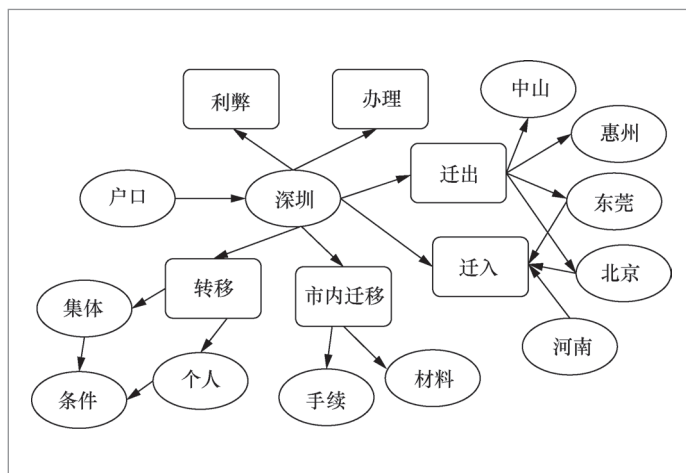 中山
利弊
办理
惠州
迁出
户口
深圳
东莞
迁入
转移
市内迁移
北京
集体
河南
个人
材料
条件
手续